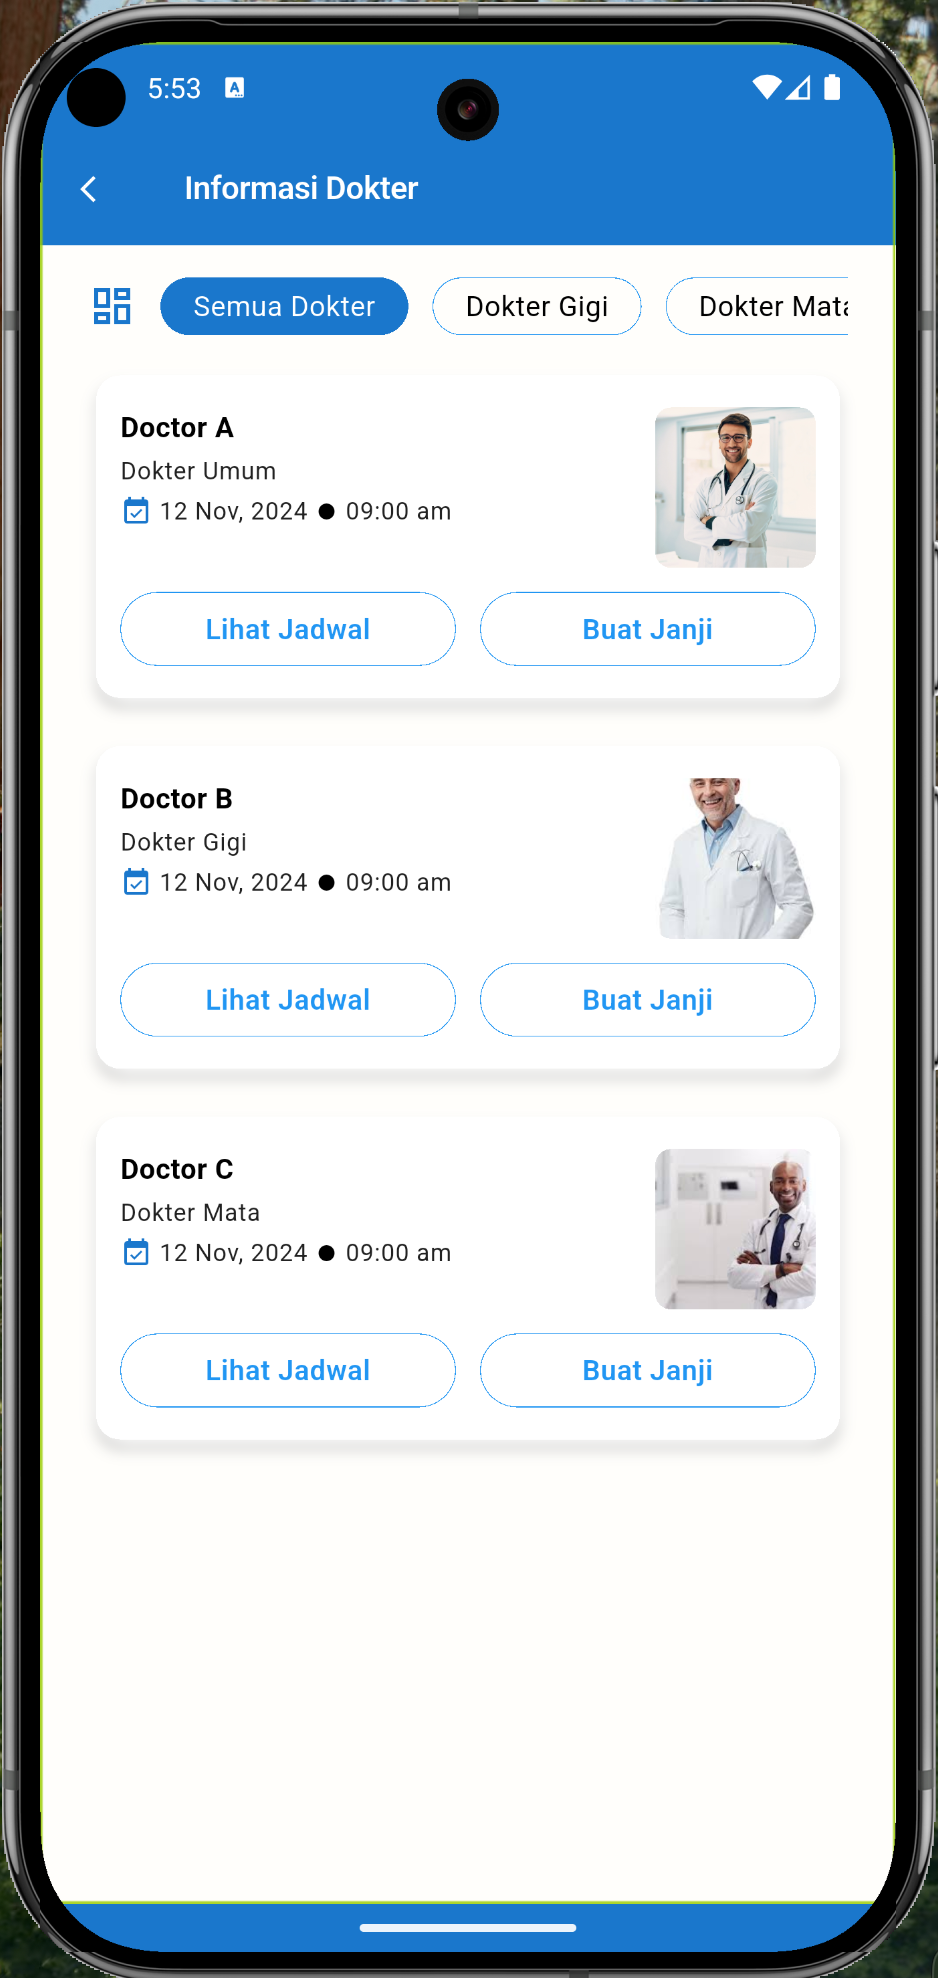 5:53
Informasi Dokter
Semua Dokter
Dokter Gigi
Dokter Mata
Doctor A
Dokter Umum
12 Nov, 2024 ● 09:00 am
Lihat Jadwal
Buat Janji
Doctor B
Dokter Gigi
12 Nov, 2024 ● 09:00 am
Lihat Jadwal
Buat Janji
Doctor C
Dokter Mata
12 Nov, 2024 ● 09:00 am
Lihat Jadwal
Buat Janji